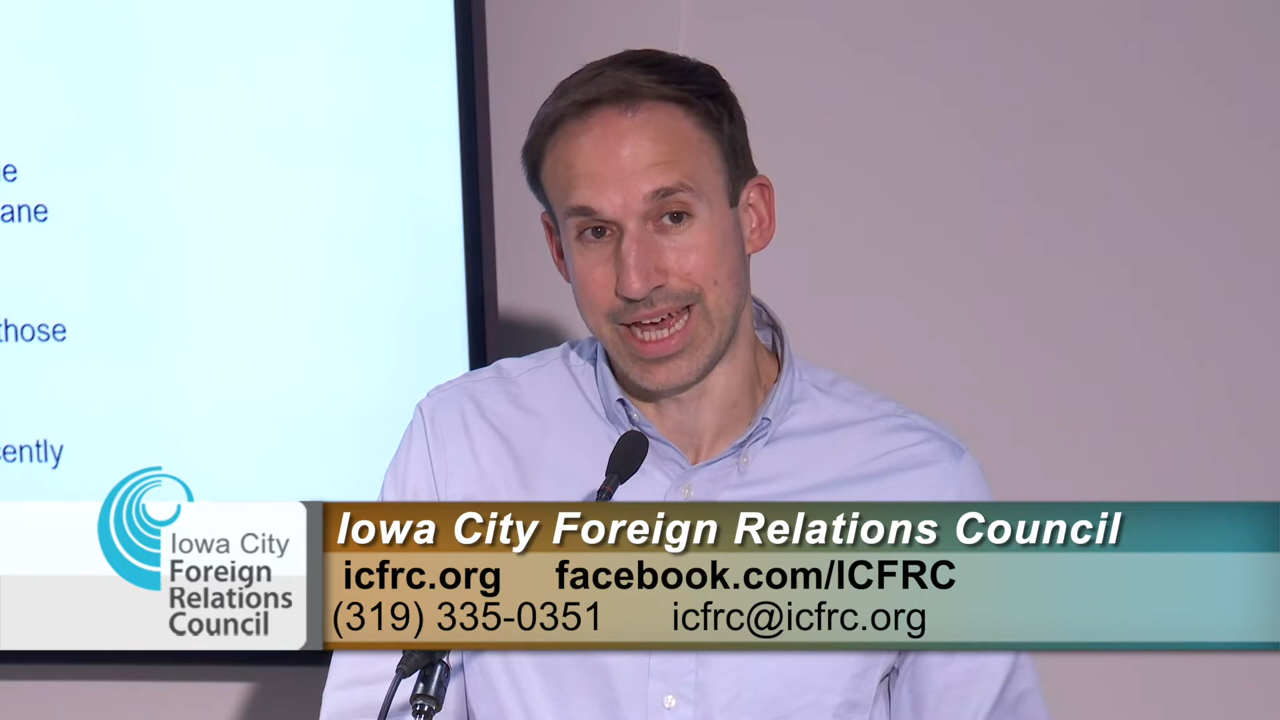 ane
those
ently
Iowa City
Foreign
Relations
Council
Iowa City Foreign Relations Council
icfrc.org facebook.com/ICFRC
(319) 335-0351 icfrc@icfrc.org